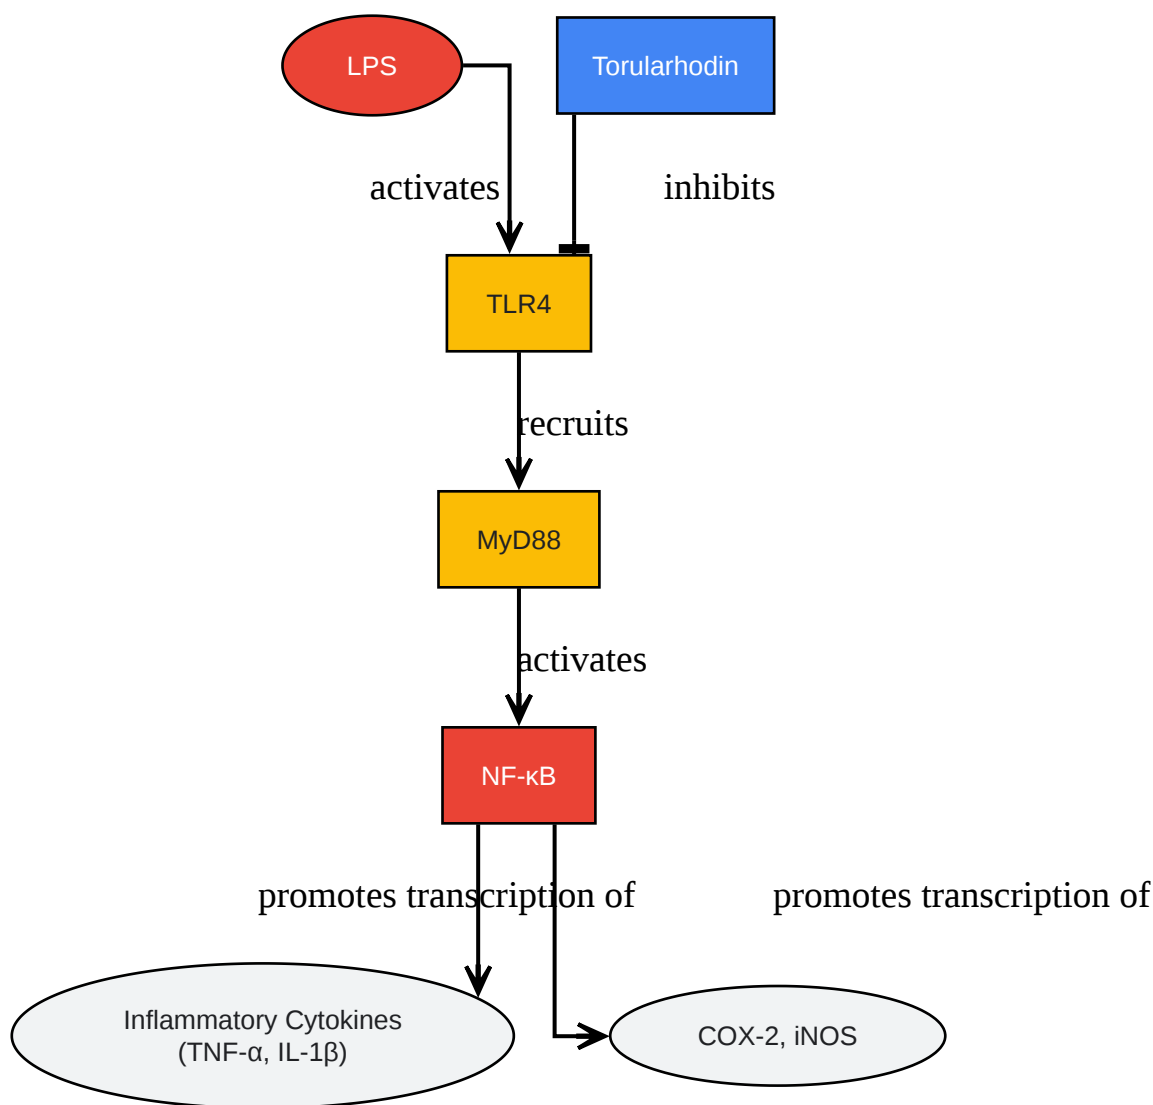 LPS
Torularhodin
activates
inhibits
TLR4
recruits
MyD88
activates
NF-κB
promotes transcription of
promotes transcription of
Inflammatory Cytokines
(TNF-α, IL-1β)
COX-2, iNOS